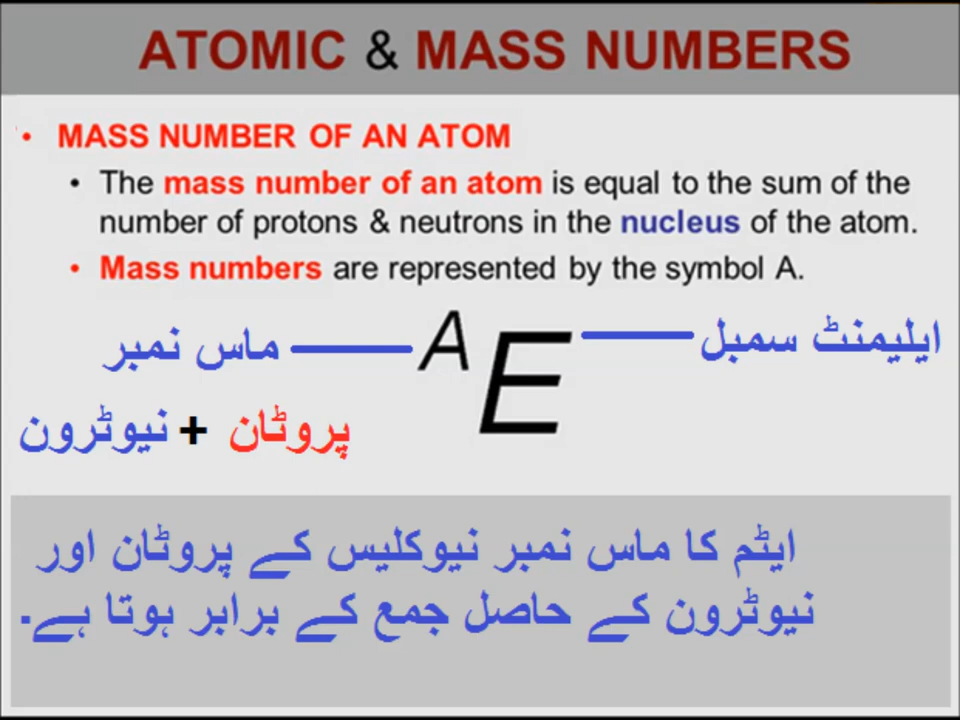 ATOMIC & MASS NUMBERS
• MASS NUMBER OF AN ATOM
• The mass number of an atom is equal to the sum of the
number of protons & neutrons in the nucleus of the atom.
• Mass numbers are represented by the symbol A.
ماس نمبر
A
E
ایلیمنٹ سمبل
پروٹان + نیوٹرون
ایٹم کا ماس نمبر نیوکلیس کے پروٹان اور
نیوٹرون کے حاصل جمع کے برابر ہوتا ہے۔